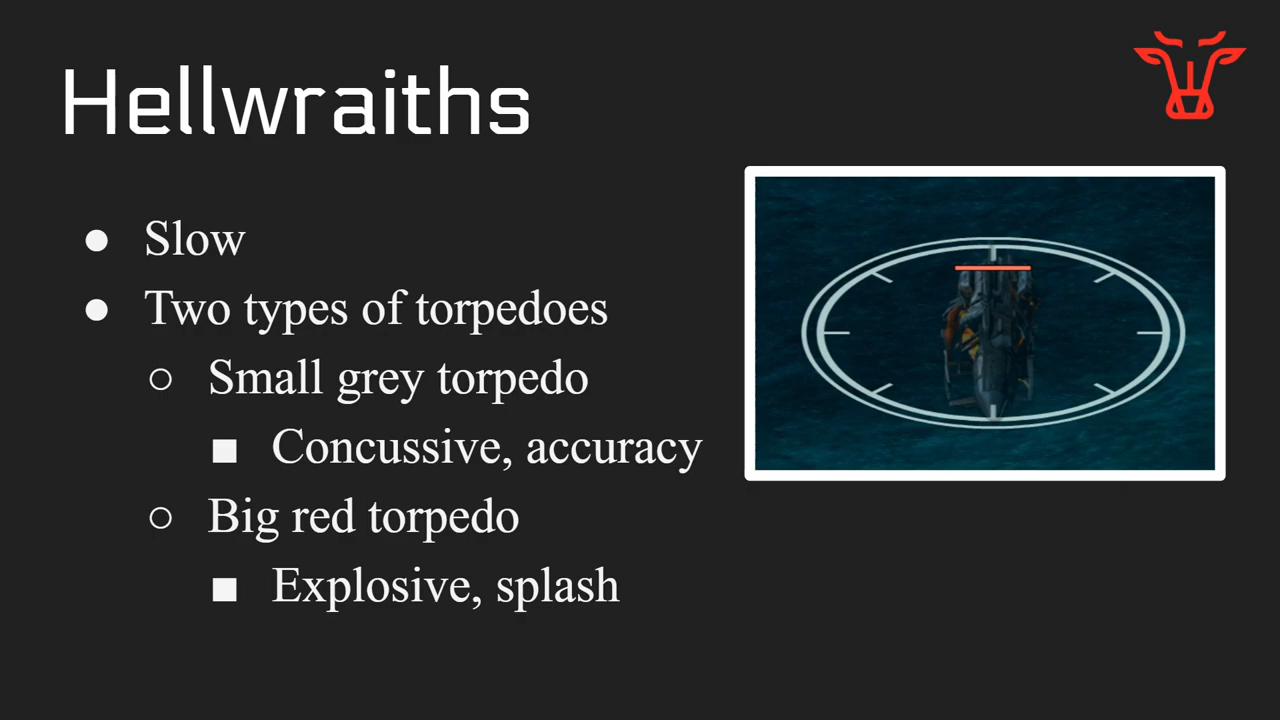 Hellwraiths
● Slow
● Two types of torpedoes
○ Small grey torpedo
■ Concussive, accuracy
○ Big red torpedo
■ Explosive, splash